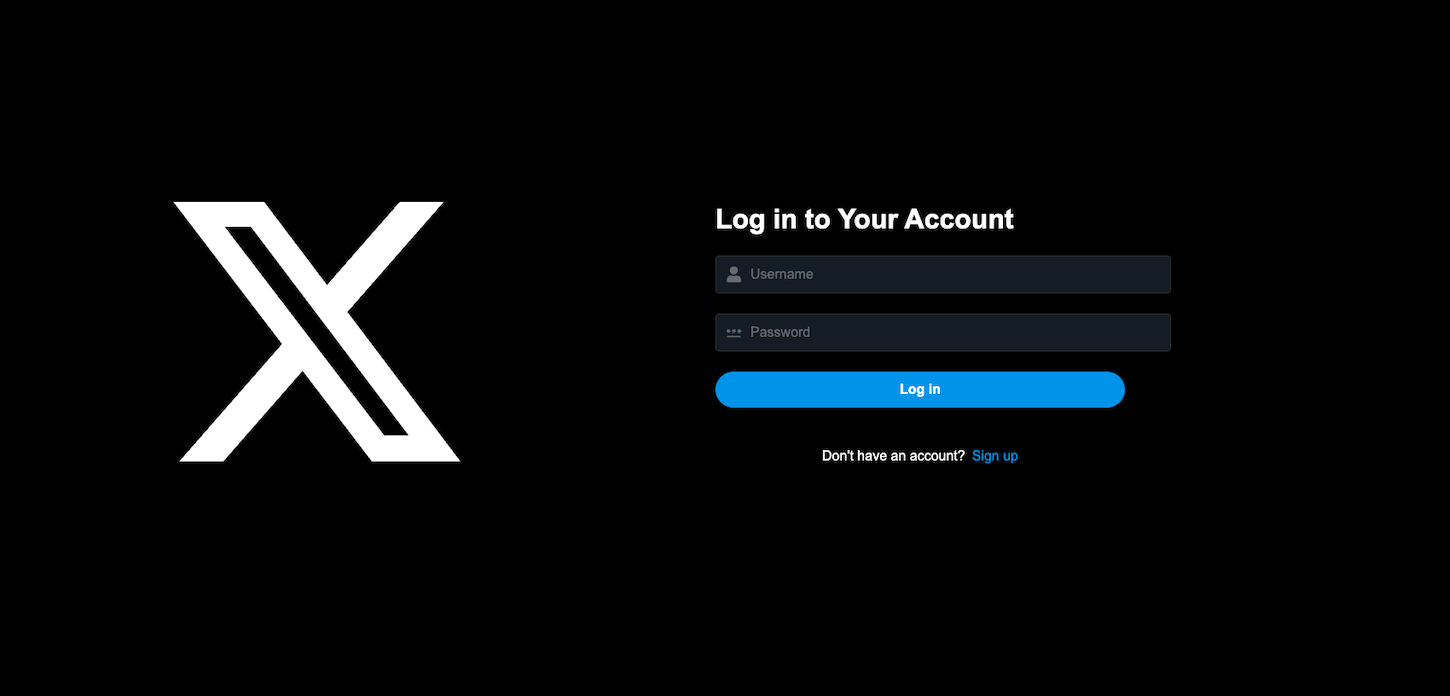 Log in to Your Account
Username
Password
Log in
Don't have an account? Sign up